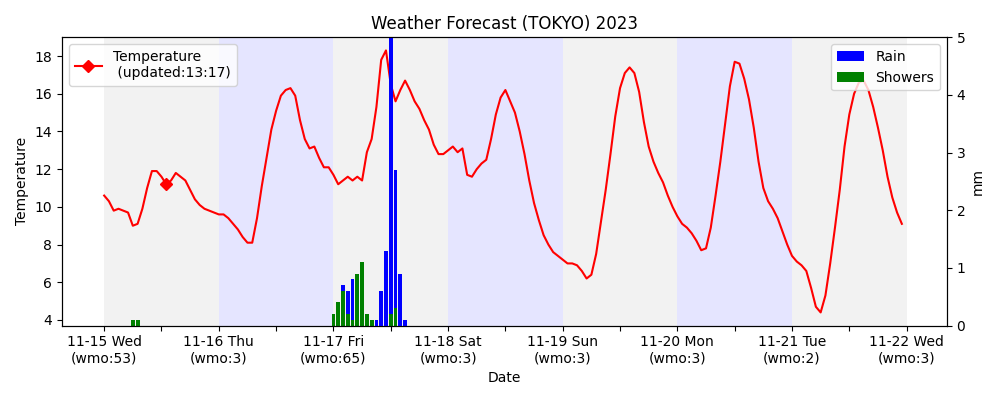 Weather Forecast (TOKYO) 2023
Temperature
(updated:13:17)
Rain
Showers
18
16
14
12
10
8
6
4
Temperature
5
4
3
2
1
0
mm
11-15 Wed 11-16 Thu 11-17 Fri 11-18 Sat 11-19 Sun 11-20 Mon 11-21 Tue 11-22 Wed
(wmo:53) (wmo:3) (wmo:65) (wmo:3) (wmo:3) (wmo:3) (wmo:2) (wmo:3)
Date